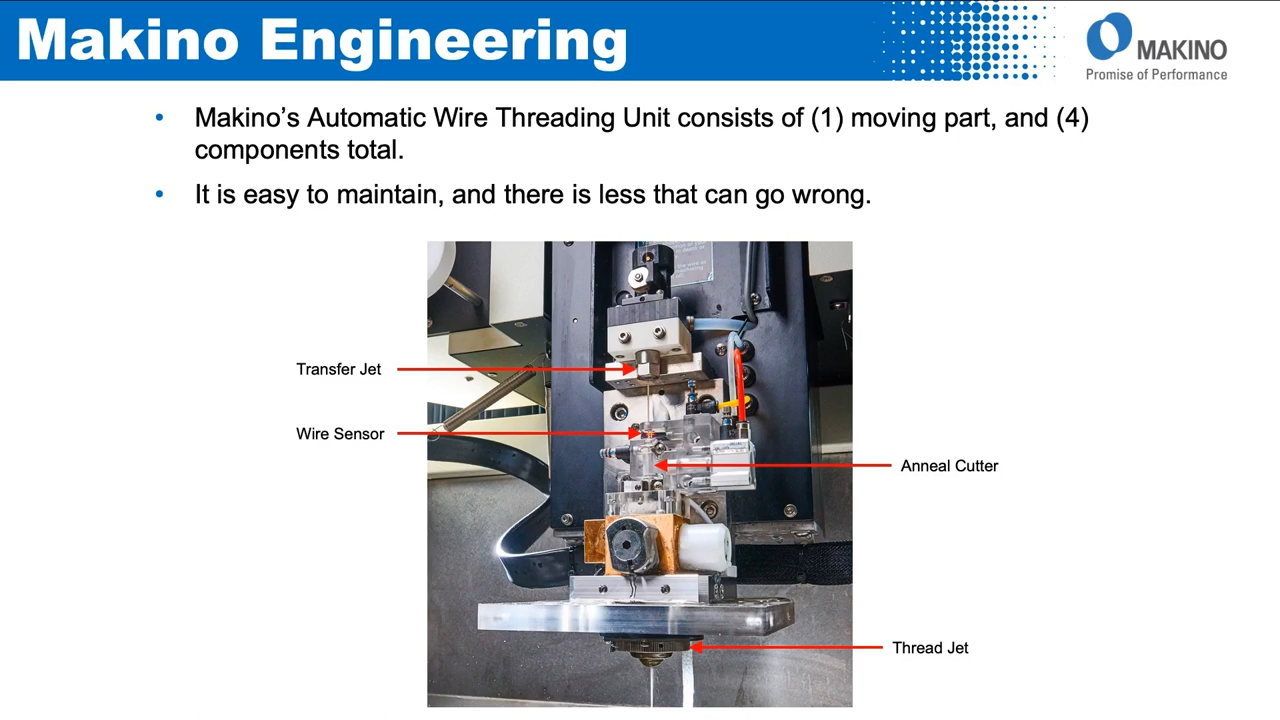 Makino Engineering
MAKINO
Promise of Performance
• Makino’s Automatic Wire Threading Unit consists of (1) moving part, and (4)
components total.
• It is easy to maintain, and there is less that can go wrong.
Transfer Jet
Wire Sensor
Anneal Cutter
Thread Jet